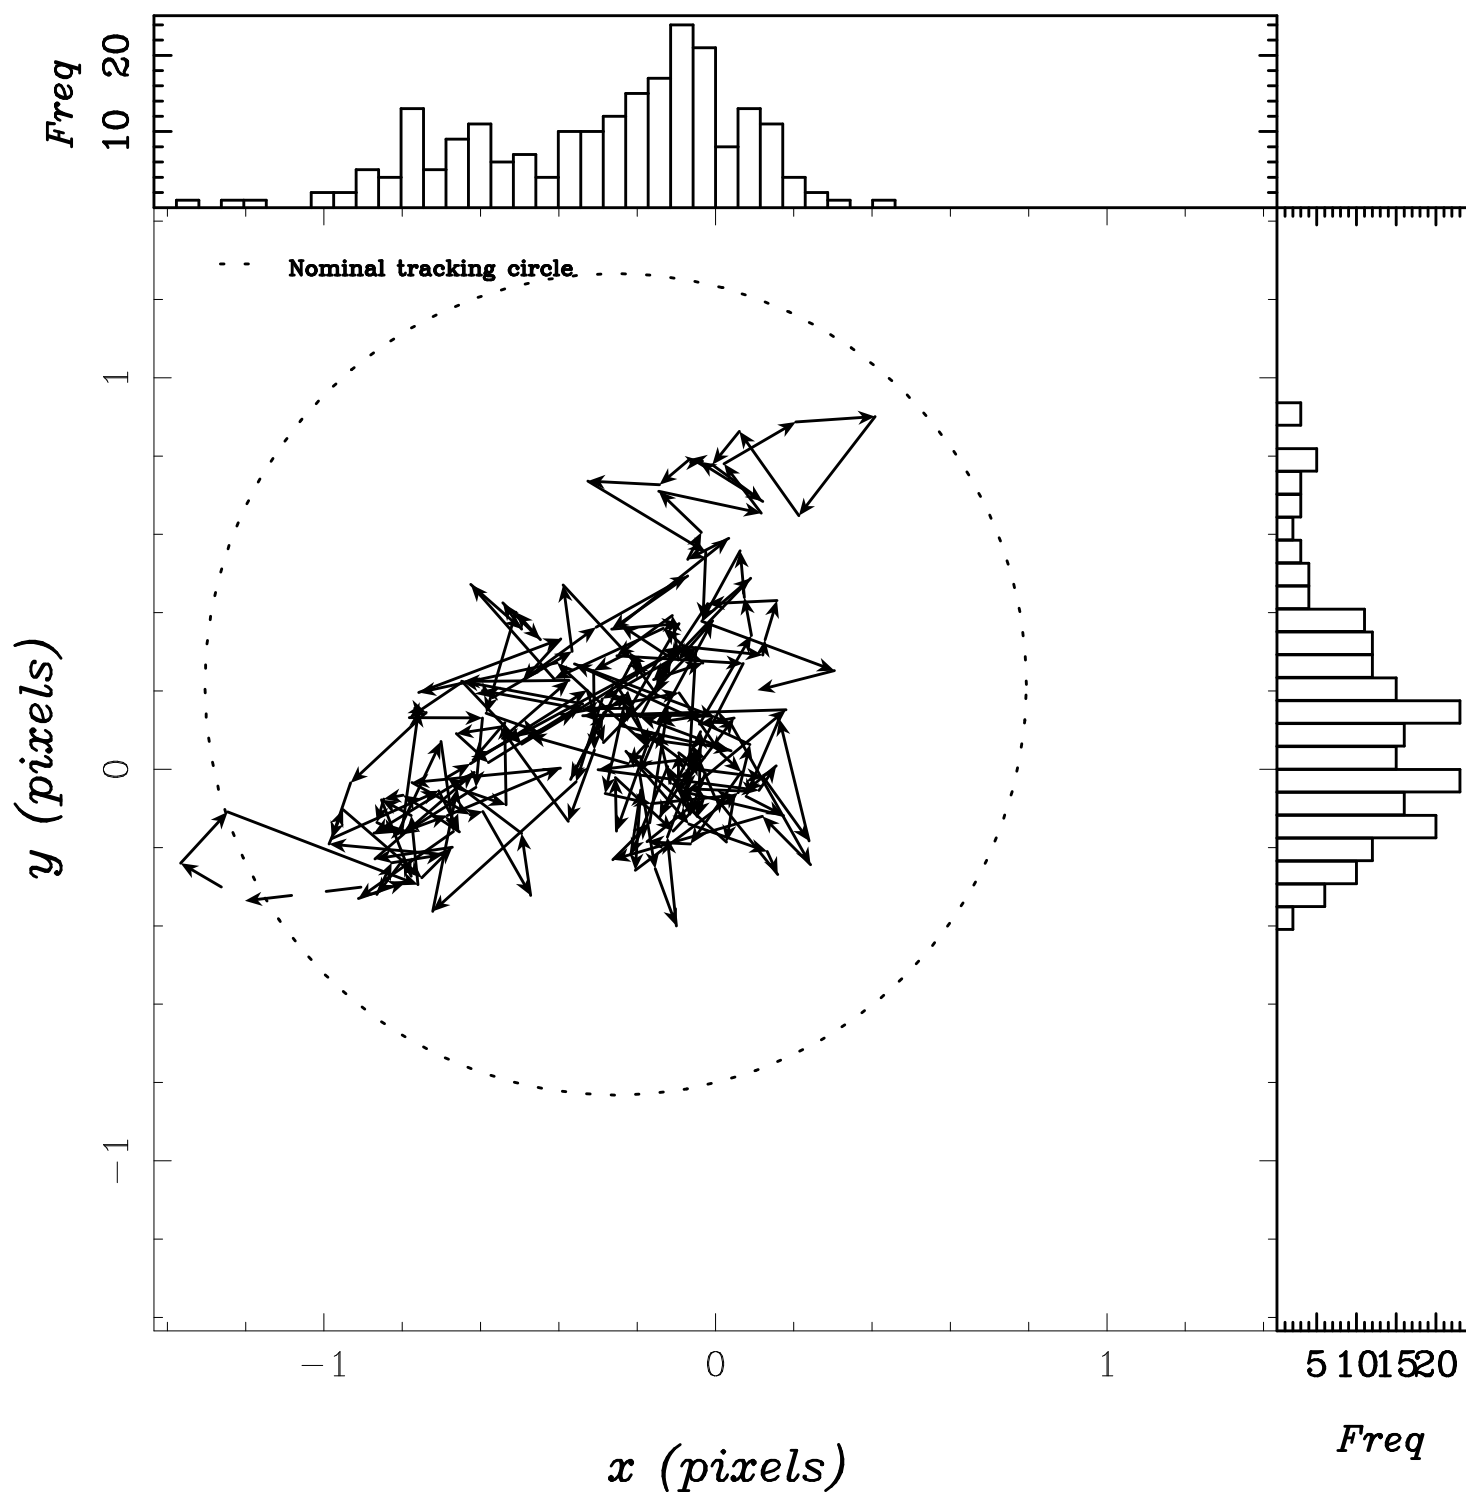 Freq
10 20
Nominal tracking circle
1
0
−1
y (pixels)
−1 0 1
5 10 15 20
x (pixels)
Freq